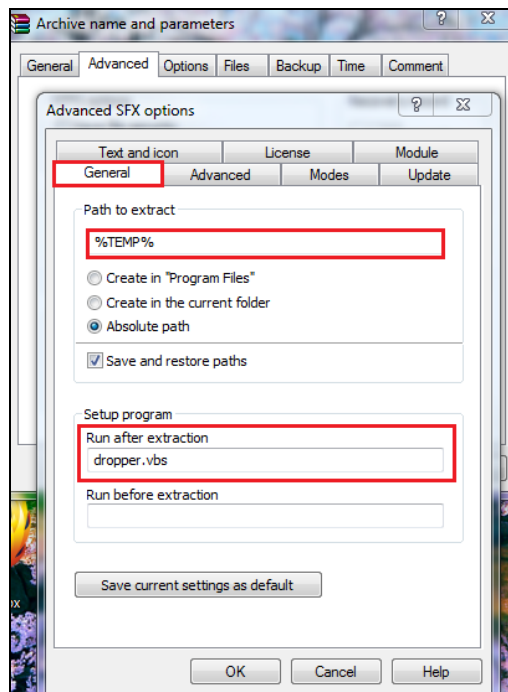 Archive name and parameters
General Advanced Options Files Backup Time Comment
Advanced SFX options
Text and icon License Module
General Advanced Modes Update
Path to extract
%TEMP%
Create in "Program Files"
Create in the current folder
Absolute path
Save and restore paths
Setup program
Run after extraction
dropper.vbs
Run before extraction
Save current settings as default
OK Cancel Help